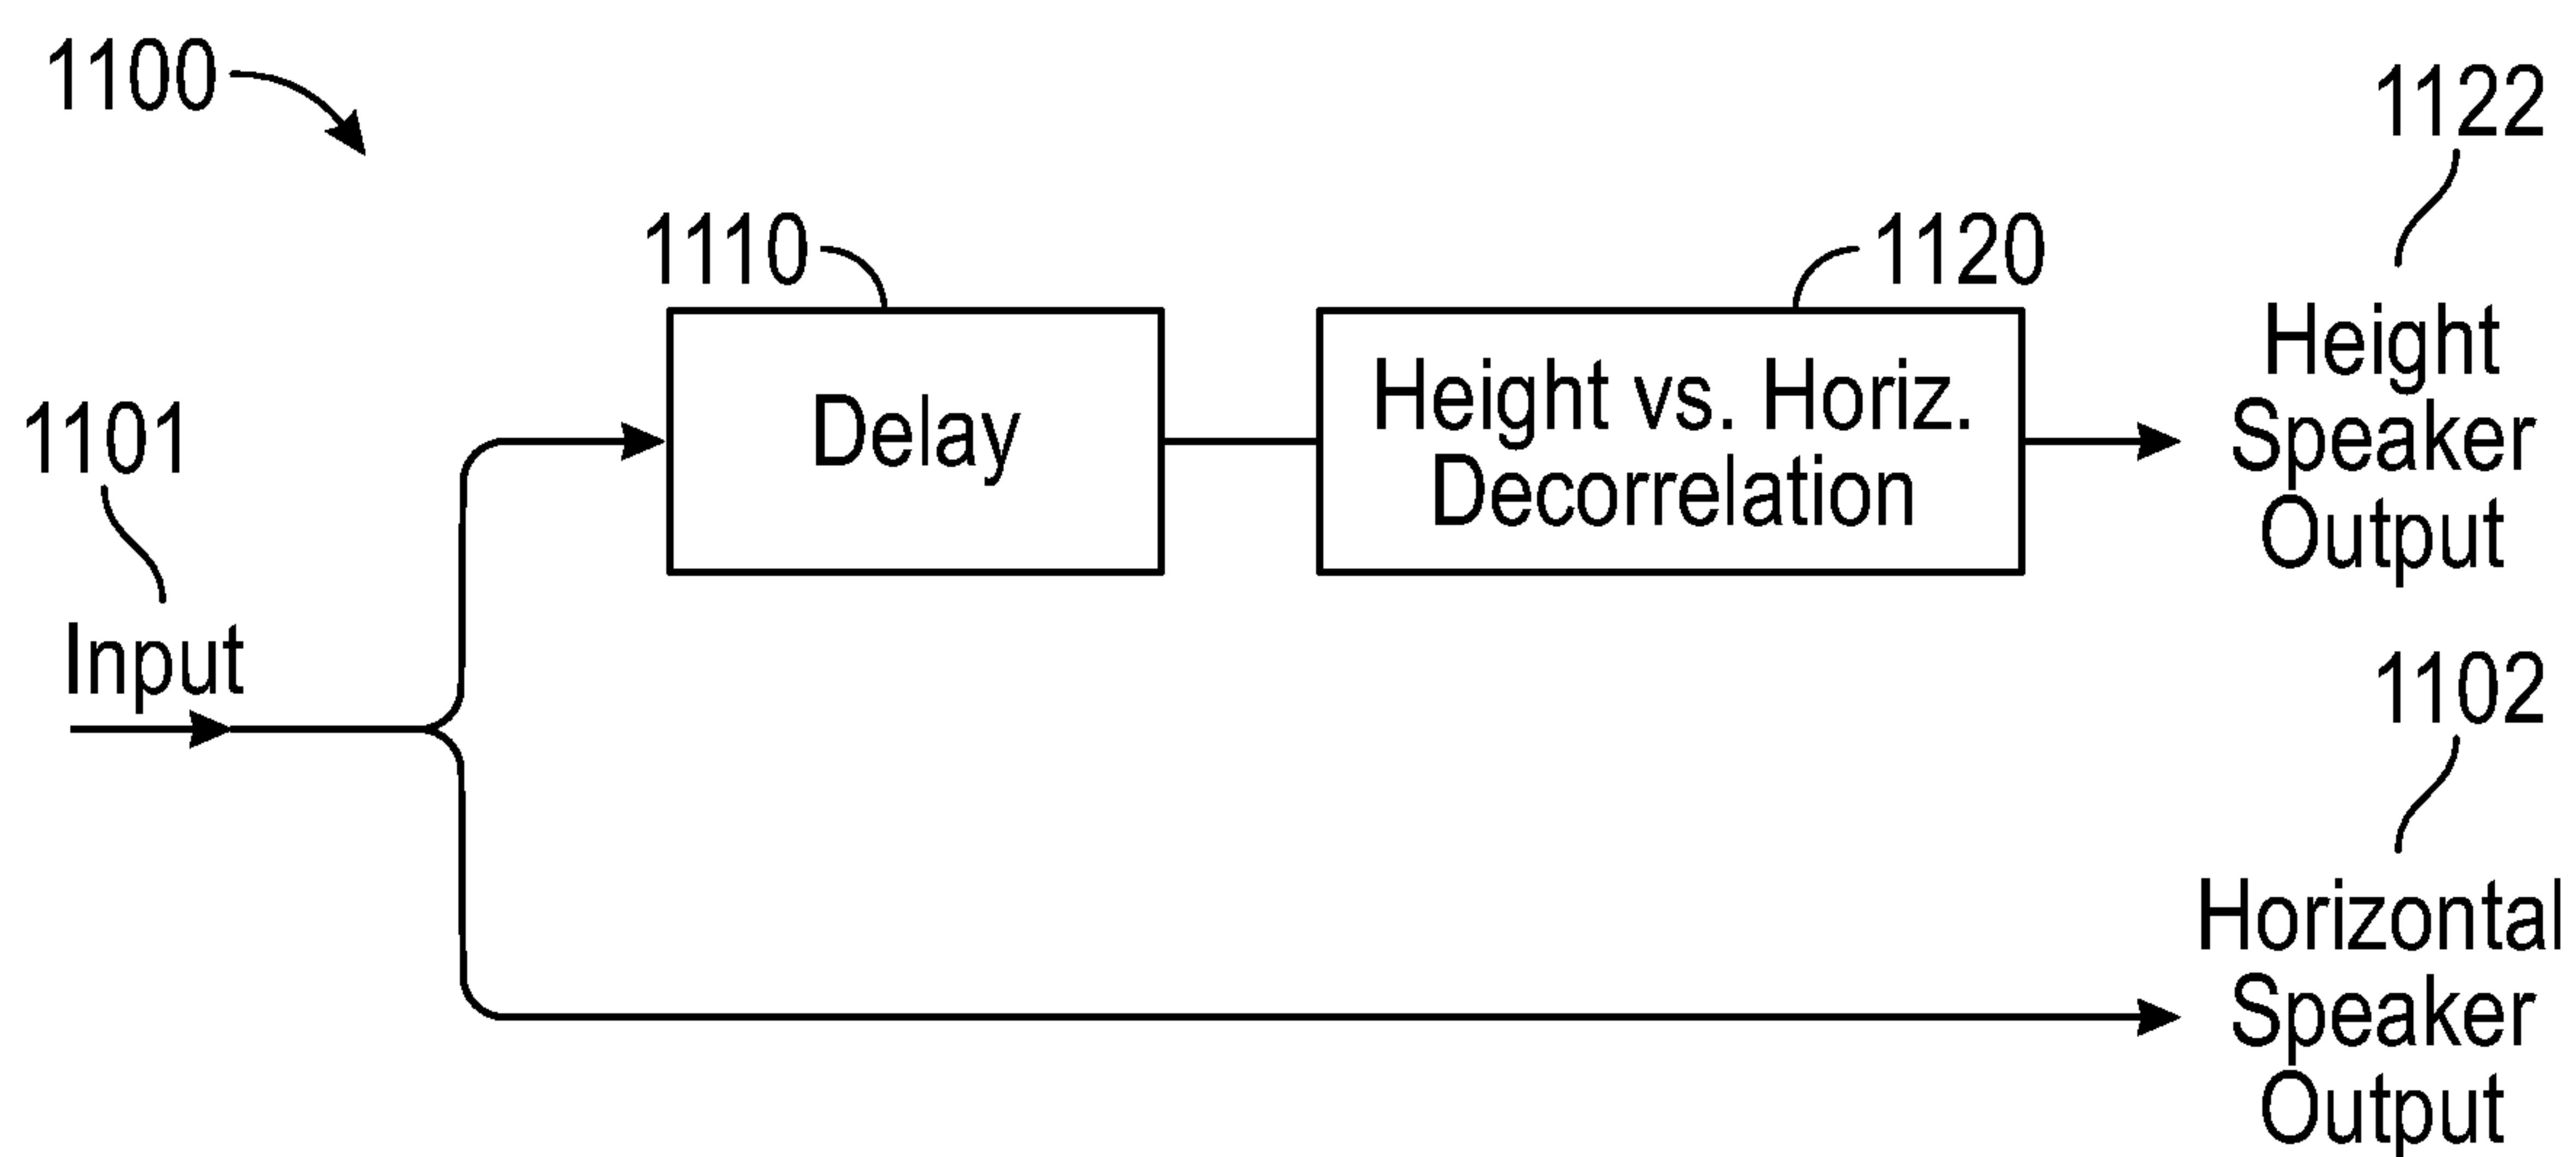 1100
1122
1110
1120
Height
Speaker
Output
Delay
Height vs. Horiz.
Decorrelation
1101
Input
1102
Horizontal
Speaker
Output